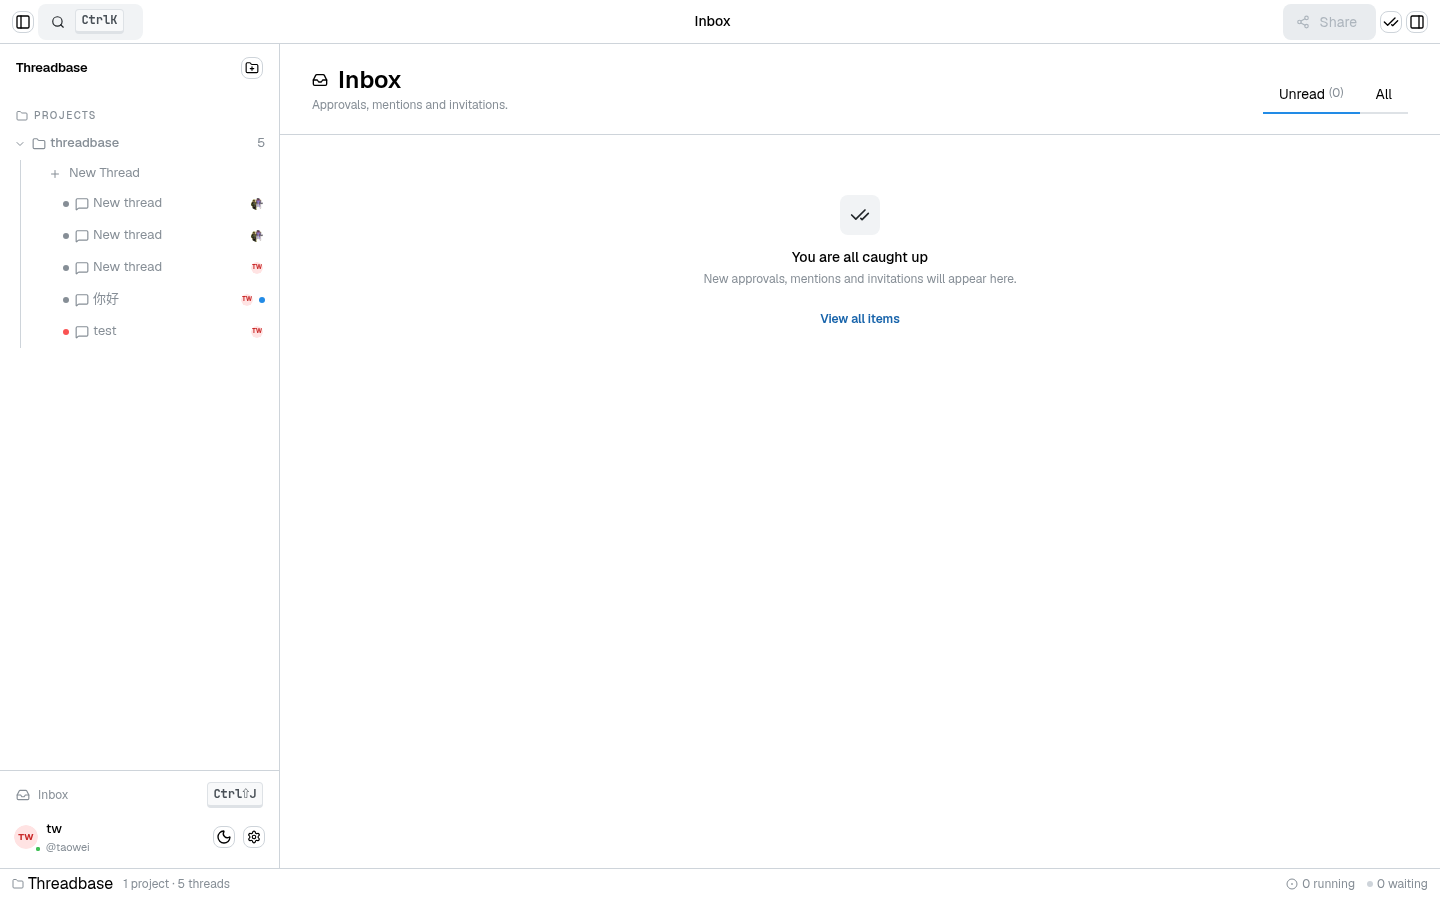 CtrlK
Inbox
Share
Threadbase
PROJECTS
threadbase 5
New Thread
New thread
New thread
New thread TW
你好 TW
test TW
Inbox
Approvals, mentions and invitations.
Unread (0) All
You are all caught up
New approvals, mentions and invitations will appear here.
View all items
Inbox Ctrl⇧J
TW tw
@taowei
Threadbase 1 project · 5 threads
0 running 0 waiting